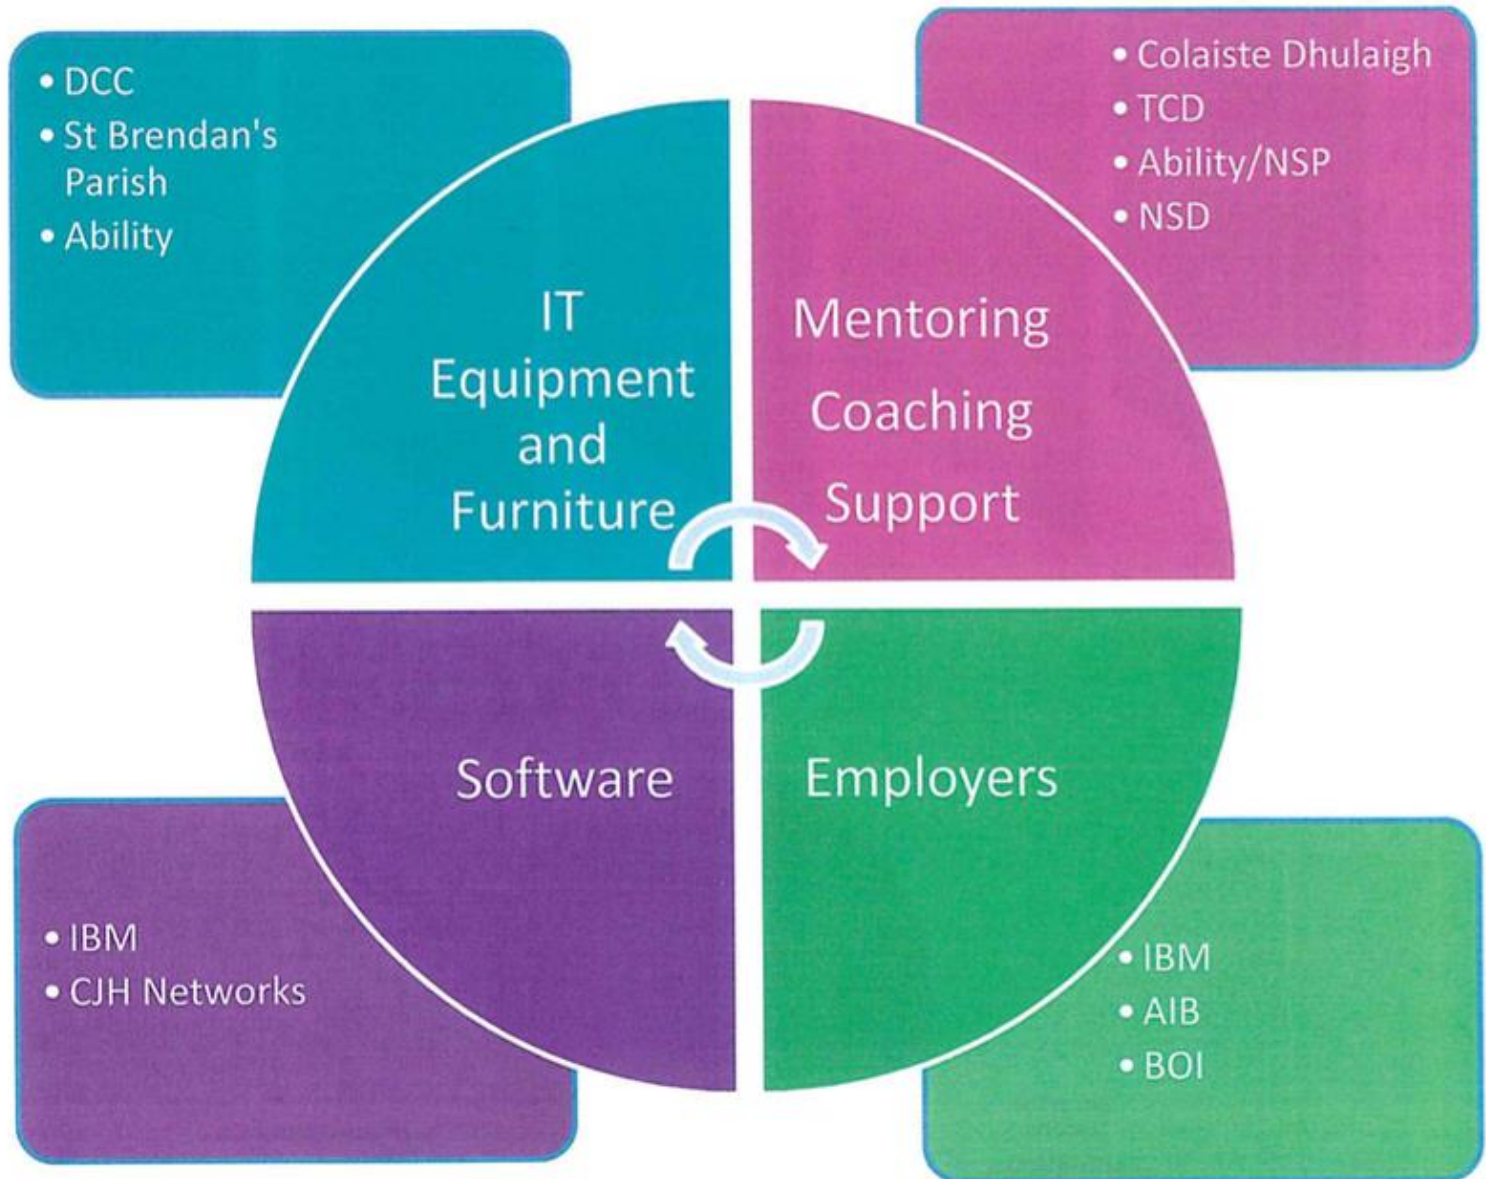 • DCC
• St Brendan's
Parish
• Ability
• Colaiste Dhulaigh
• TCD
• Ability/NSP
• NSD
IT
Equipment
and
Furniture
Mentoring
Coaching
Support
Software
Employers
• IBM
• CJH Networks
• IBM
• AIB
• BOI